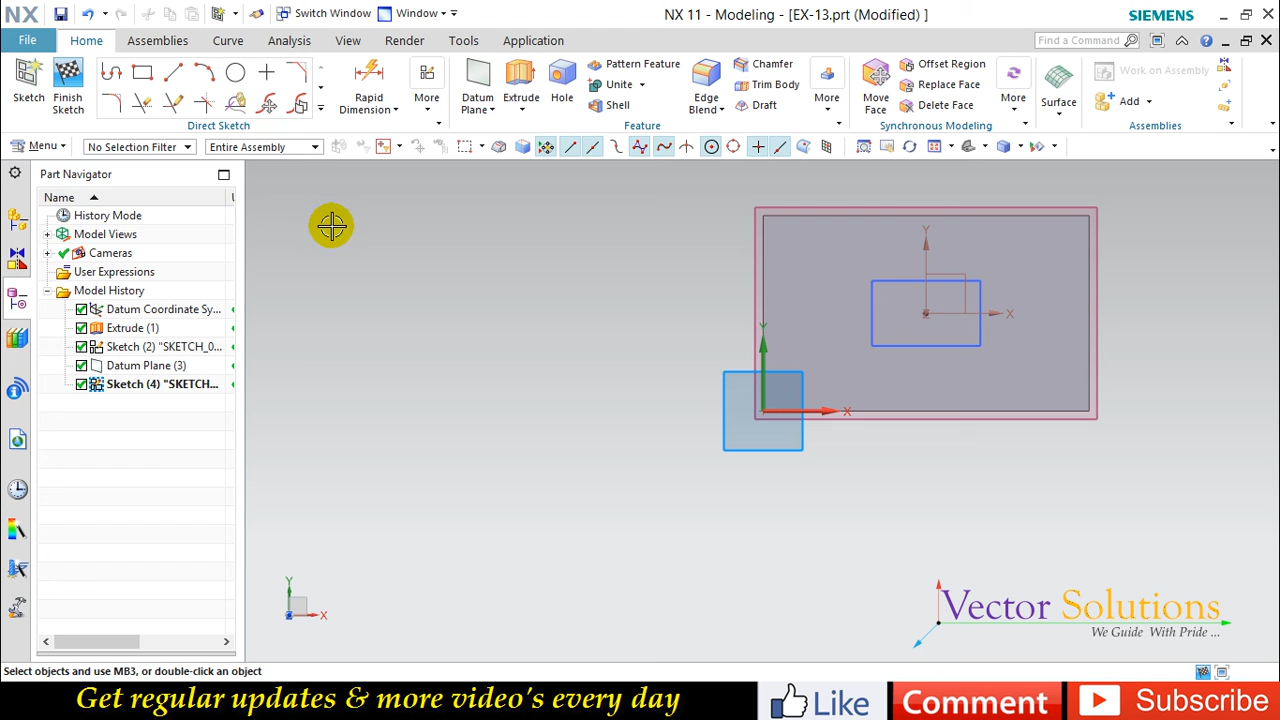 NX
Switch Window
Window
NX 11 - Modeling - [EX-13.prt (Modified) ]
SIEMENS
File
Home
Assemblies
Curve
Analysis
View
Render
Tools
Application
Find a Command
Sketch
Finish
Sketch
Rapid
Dimension
More
Datum
Plane
Extrude
Hole
Pattern Feature
Unite
Shell
Edge
Blend
Chamfer
Trim Body
Draft
More
Move
Face
Offset Region
Replace Face
Delete Face
More
Surface
Work on Assembly
Add
Direct Sketch
Feature
Synchronous Modeling
Assemblies
Menu
No Selection Filter
Entire Assembly
Part Navigator
Name
History Mode
Model Views
Cameras
User Expressions
Model History
Datum Coordinate Sy...
Extrude (1)
Sketch (2) "SKETCH_0...
Datum Plane (3)
Sketch (4) "SKETCH...
Y
X
Y
X
Y
X
Vector Solutions
We Guide With Pride ...
Select objects and use MB3, or double-click an object
Get regular updates & more video's every day
Like
Comment
Subscribe